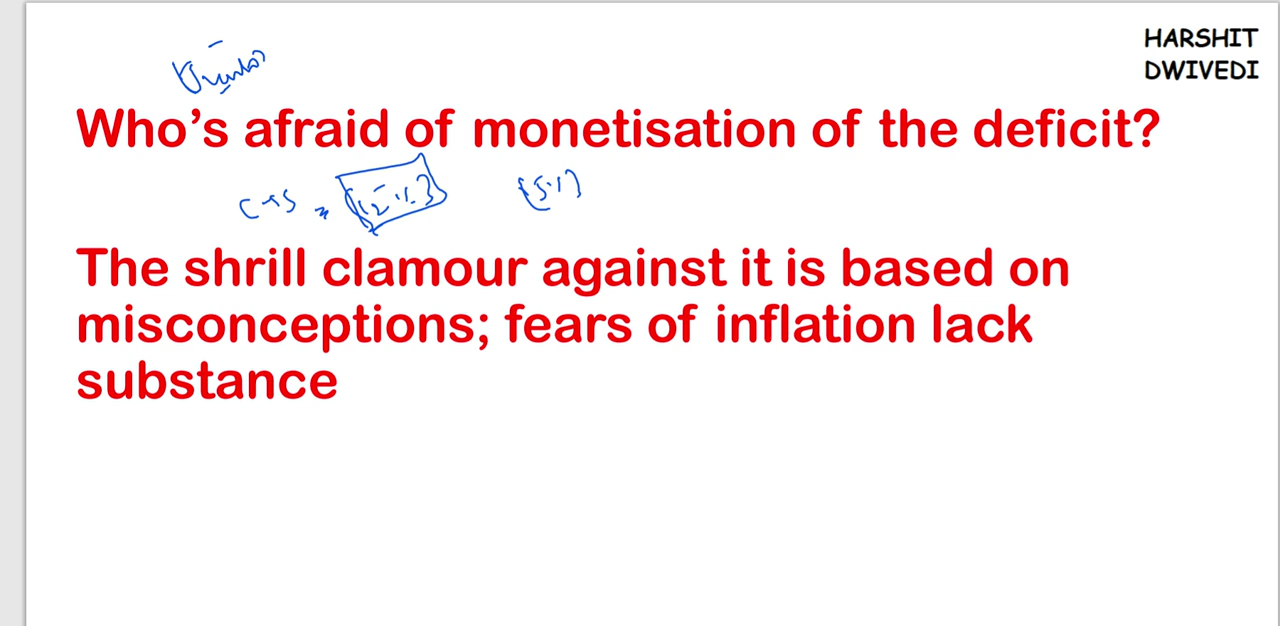 HARSHIT
DWIVEDI
Who’s afraid of monetisation of the deficit?
C+S
The shrill clamour against it is based on
misconceptions; fears of inflation lack
substance